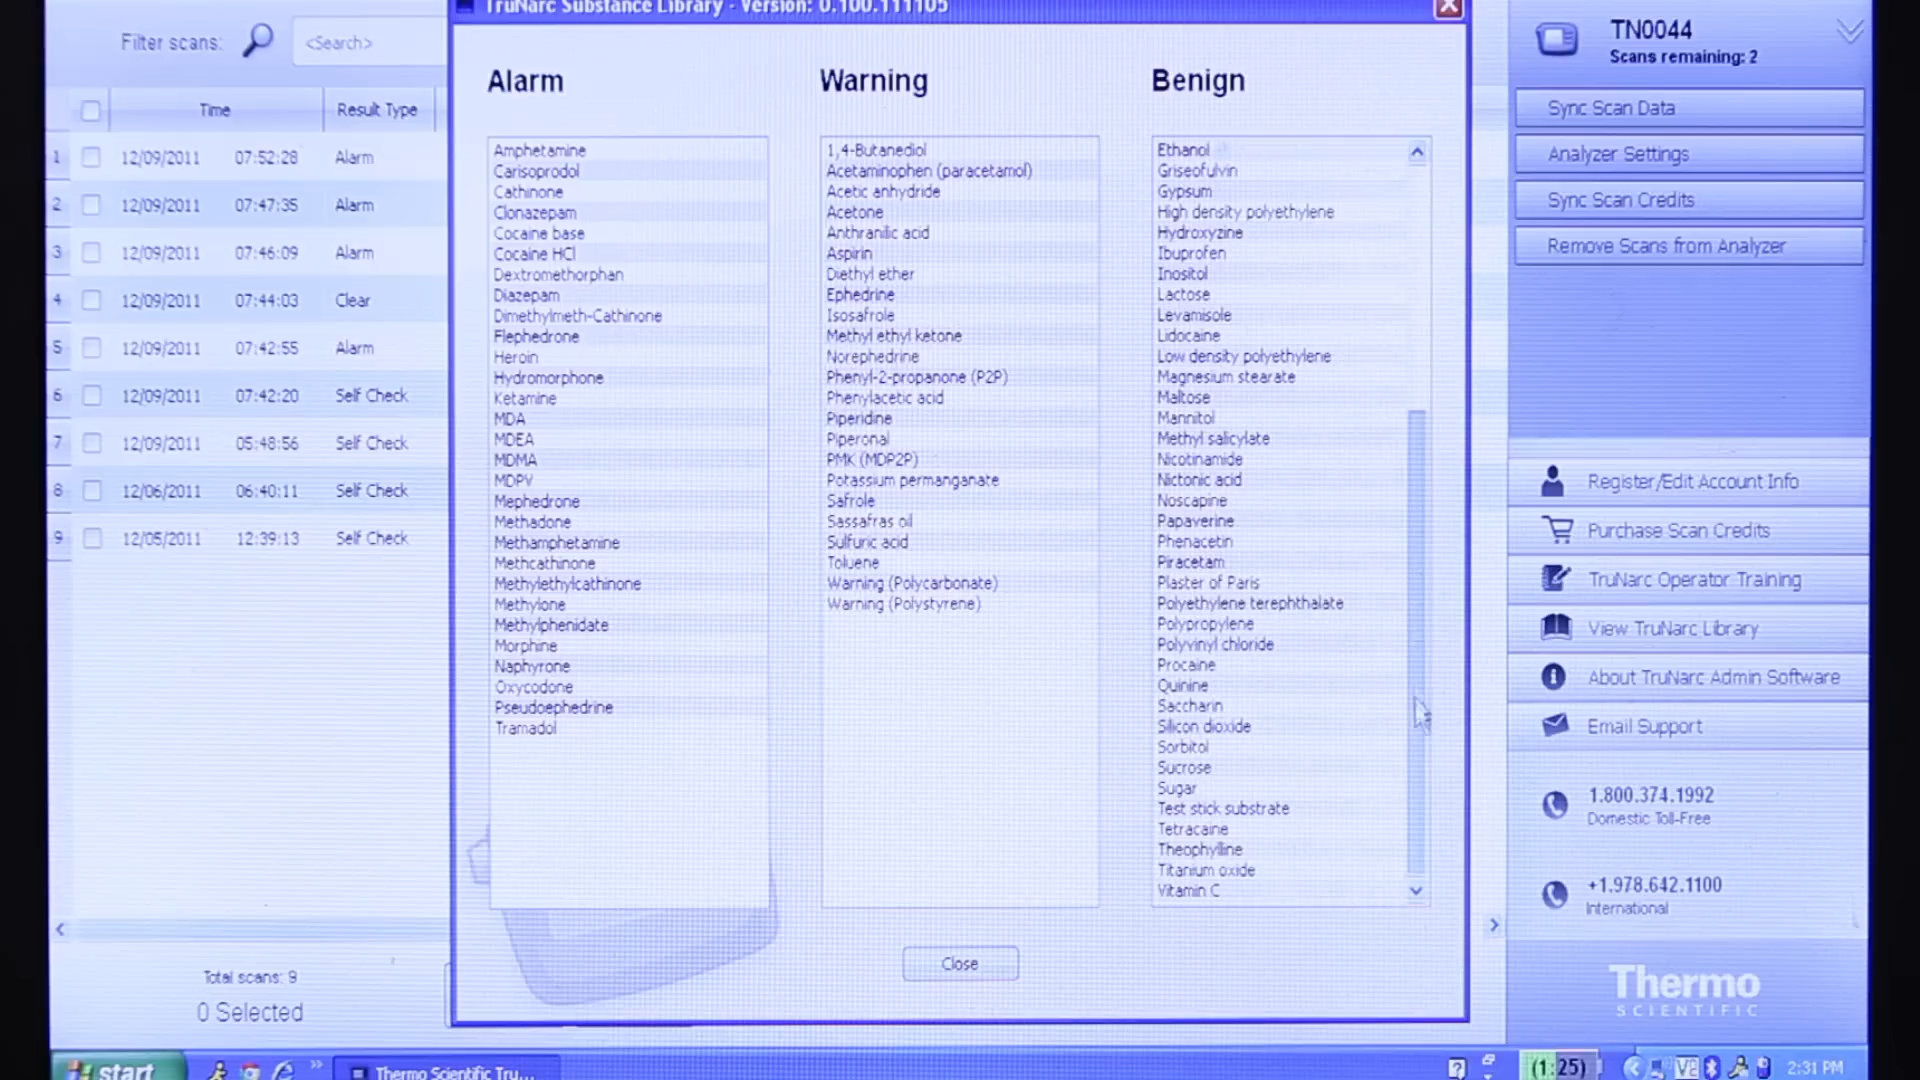 TruNarc Substance Library - Version: 0.100.111105
Filter scans:
<Search>
Time
Result Type
1 12/09/2011 07:52:28 Alarm
2 12/09/2011 07:47:35 Alarm
3 12/09/2011 07:46:09 Alarm
4 12/09/2011 07:44:03 Clear
5 12/09/2011 07:42:55 Alarm
6 12/09/2011 07:42:20 Self Check
7 12/09/2011 05:48:56 Self Check
8 12/06/2011 06:40:11 Self Check
9 12/05/2011 12:39:13 Self Check
Total scans: 9
0 Selected
Alarm
Amphetamine
Carisoprodol
Cathinone
Clonazepam
Cocaine base
Cocaine HCl
Dextromethorphan
Diazepam
Dimethylmeth-Cathinone
Flephedrone
Heroin
Hydromorphone
Ketamine
MDA
MDEA
MDMA
MDPV
Mephedrone
Methadone
Methamphetamine
Methcathinone
Methylethylcathinone
Methylone
Methylphenidate
Morphine
Naphyrone
Oxycodone
Pseudoephedrine
Tramadol
Warning
1,4-Butanediol
Acetaminophen (paracetamol)
Acetic anhydride
Acetone
Anthranilic acid
Aspirin
Diethyl ether
Ephedrine
Isosafrole
Methyl ethyl ketone
Norephedrine
Phenyl-2-propanone (P2P)
Phenylacetic acid
Piperidine
Piperonal
PMK (MDP2P)
Potassium permanganate
Safrole
Sassafras oil
Sulfuric acid
Toluene
Warning (Polycarbonate)
Warning (Polystyrene)
Benign
Ethanol
Griseofulvin
Gypsum
High density polyethylene
Hydroxyzine
Ibuprofen
Inositol
Lactose
Levamisole
Lidocaine
Low density polyethylene
Magnesium stearate
Maltose
Mannitol
Methyl salicylate
Nicotinamide
Nictonic acid
Noscapine
Papaverine
Phenacetin
Piracetam
Plaster of Paris
Polyethylene terephthalate
Polypropylene
Polyvinyl chloride
Procaine
Quinine
Saccharin
Silicon dioxide
Sorbitol
Sucrose
Sugar
Test stick substrate
Tetracaine
Theophylline
Titanium oxide
Vitamin C
Close
TN0044
Scans remaining: 2
Sync Scan Data
Analyzer Settings
Sync Scan Credits
Remove Scans from Analyzer
Register/Edit Account Info
Purchase Scan Credits
TruNarc Operator Training
View TruNarc Library
About TruNarc Admin Software
Email Support
1.800.374.1992
Domestic Toll-Free
+1.978.642.1100
International
Thermo
SCIENTIFIC
start
Thermo Scientific Tru...
(1:25)
2:31 PM